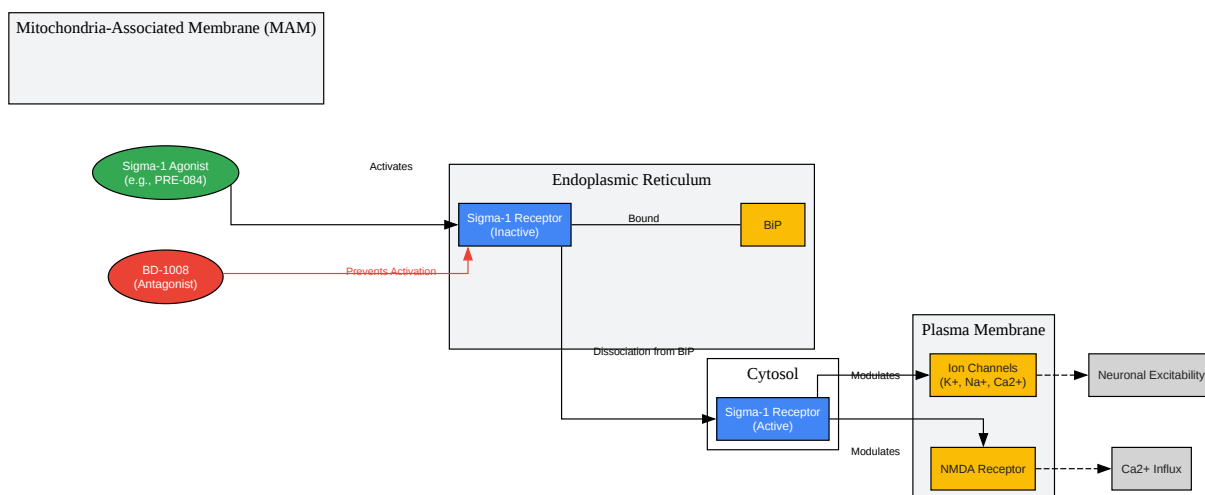 Mitochondria-Associated Membrane (MAM)
Sigma-1 Agonist
(e.g., PRE-084)
Activates
Endoplasmic Reticulum
Sigma-1 Receptor
(Inactive)
Bound
BiP
BD-1008
(Antagonist)
Prevents Activation
Dissociation from BiP
Plasma Membrane
Cytosol
Modulates
Ion Channels
(K+, Na+, Ca2+)
Neuronal Excitability
Sigma-1 Receptor
(Active)
Modulates
NMDA Receptor
Ca2+ Influx